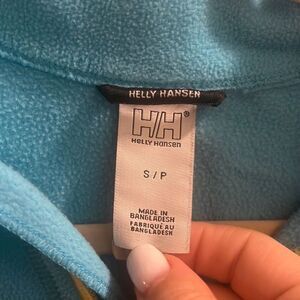 HELLY HANSEN
HH®
HELLY HANSEN
S / P
MADE IN
BANGLADESH
FABRIQUÉ AU
BANGLADESH